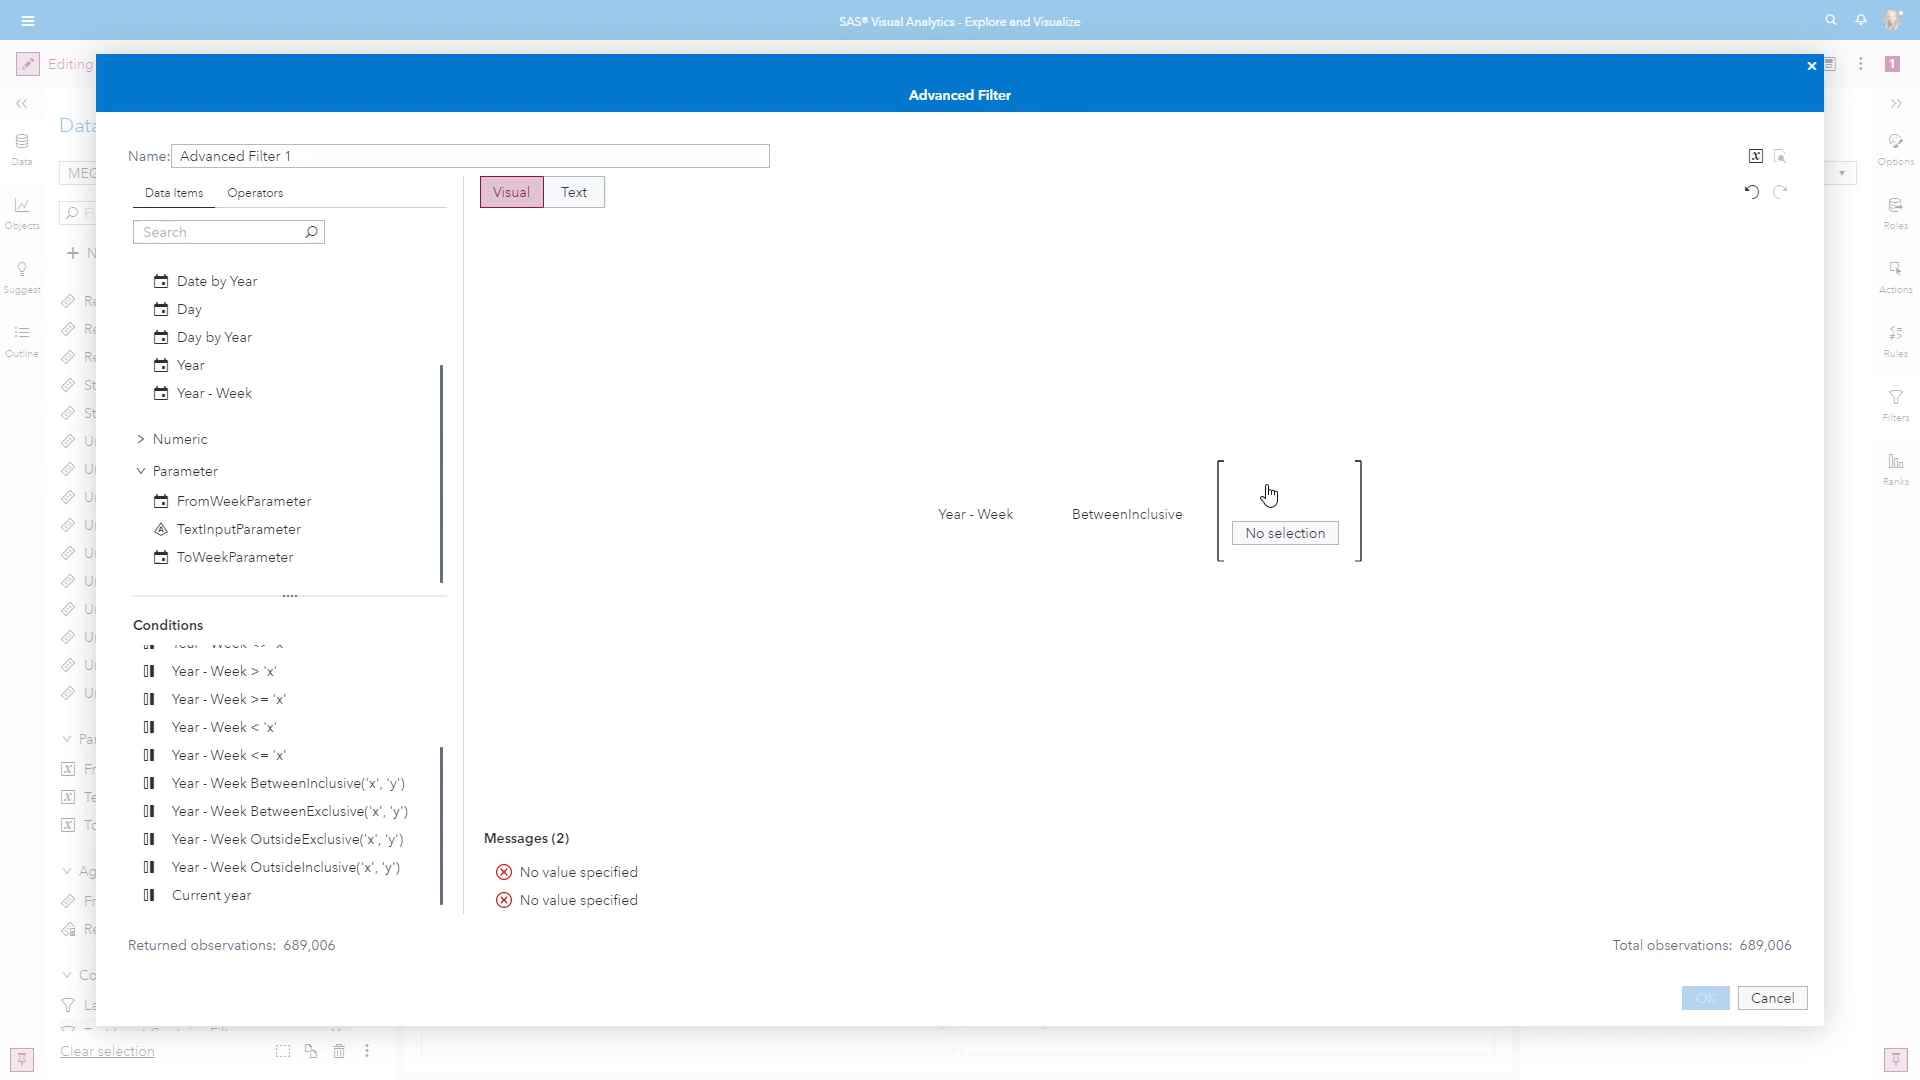 SAS® Visual Analytics - Explore and Visualize
Editing
1
Advanced Filter
Data
Name: Advanced Filter 1
Data
Options
MEG
Data Items
Operators
Visual
Text
Search
Objects
Roles
Suggest
Actions
Outline
Rules
Filters
Ranks
Date by Year
Day
Day by Year
Year
Year - Week
Numeric
Parameter
FromWeekParameter
TextInputParameter
ToWeekParameter
Year - Week
BetweenInclusive
No selection
Conditions
Year - Week > 'x'
Year - Week >= 'x'
Year - Week < 'x'
Year - Week <= 'x'
Year - Week BetweenInclusive('x', 'y')
Year - Week BetweenExclusive('x', 'y')
Year - Week OutsideExclusive('x', 'y')
Year - Week OutsideInclusive('x', 'y')
Current year
Messages (2)
No value specified
No value specified
Returned observations: 689,006
Total observations: 689,006
OK
Cancel
Clear selection